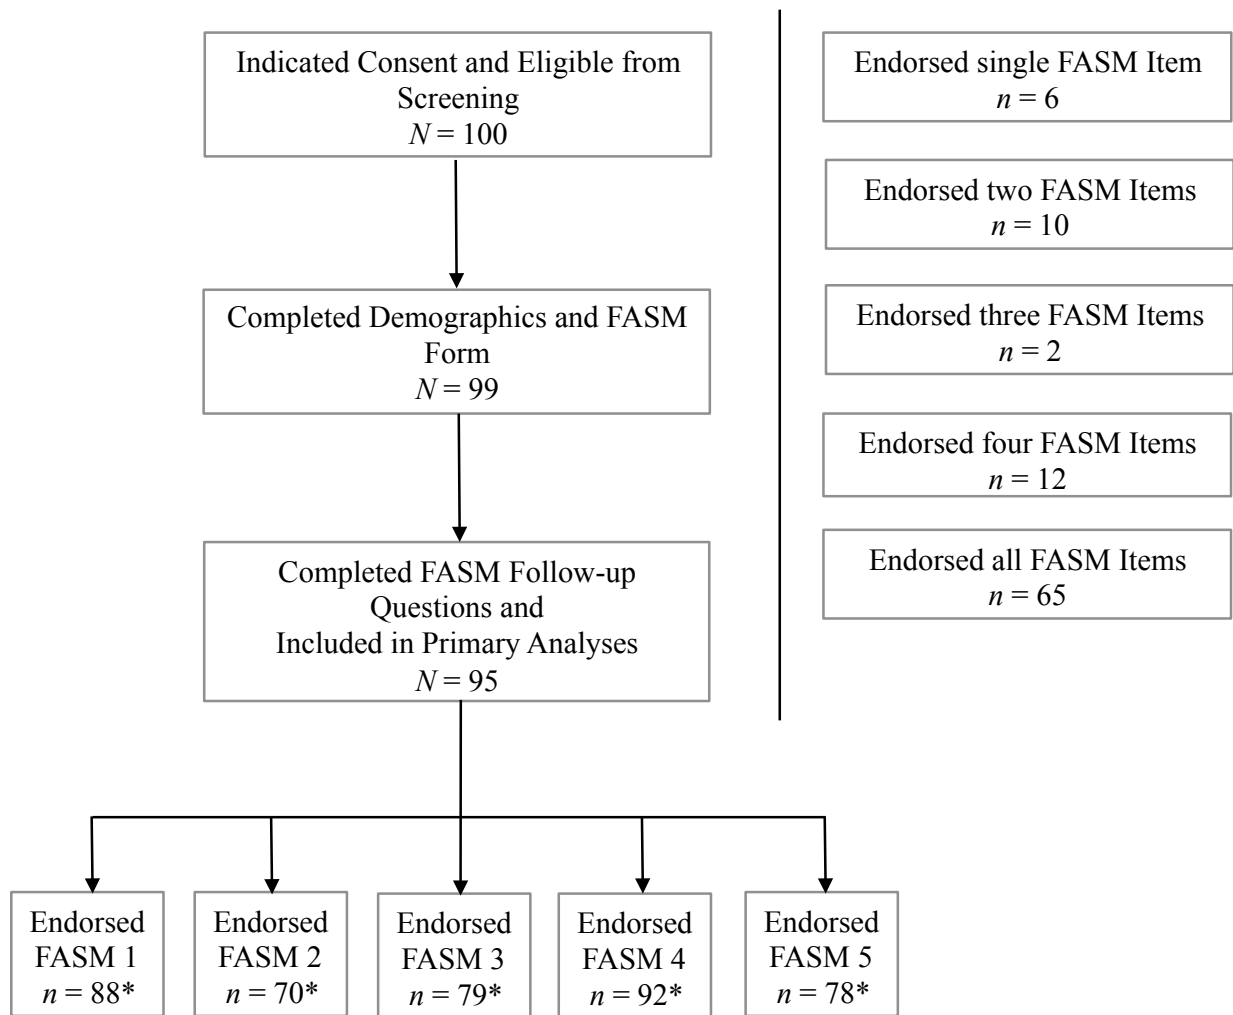 Indicated Consent and Eligible from
Screening
N = 100
Completed Demographics and FASM
Form
N = 99
Completed FASM Follow-up
Questions and
Included in Primary Analyses
N = 95
Endorsed
FASM 1
n = 88*
Endorsed
FASM 2
n = 70*
Endorsed
FASM 3
n = 79*
Endorsed
FASM 4
n = 92*
Endorsed
FASM 5
n = 78*
Endorsed single FASM Item
n = 6
Endorsed two FASM Items
n = 10
Endorsed three FASM Items
n = 2
Endorsed four FASM Items
n = 12
Endorsed all FASM Items
n = 65